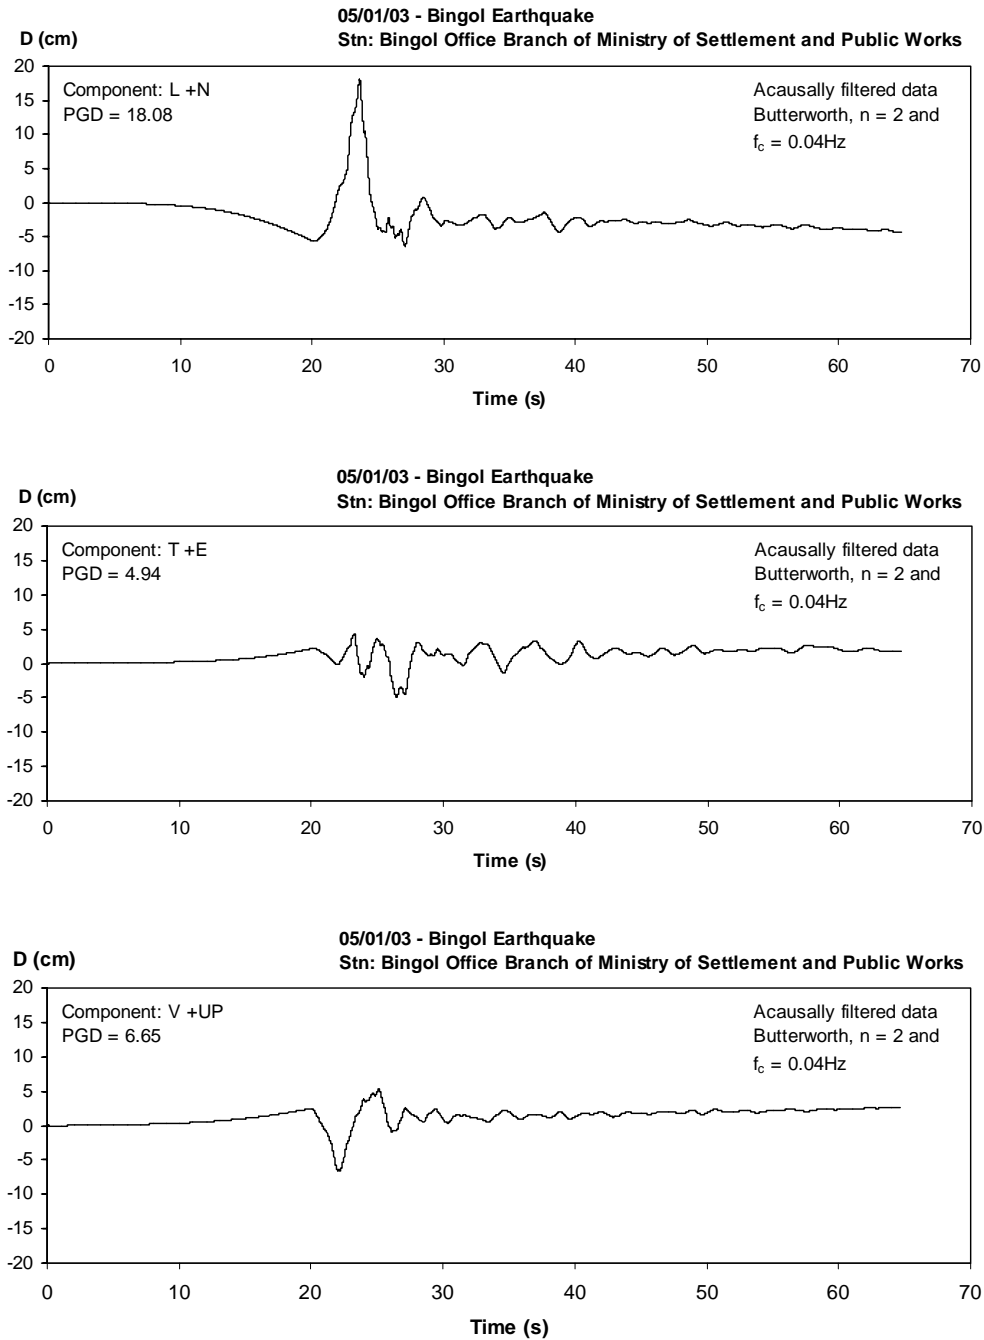 05/01/03 - Bingol Earthquake
D (cm)
Stn: Bingol Office Branch of Ministry of Settlement and Public Works
Component: L +N
PGD = 18.08
Acausally filtered data
Butterworth, n = 2 and
fc = 0.04Hz
20
15
10
5
0
-5
-10
-15
-20
0 10 20 30 40 50 60 70
Time (s)
05/01/03 - Bingol Earthquake
D (cm)
Stn: Bingol Office Branch of Ministry of Settlement and Public Works
Component: T +E
PGD = 4.94
Acausally filtered data
Butterworth, n = 2 and
fc = 0.04Hz
20
15
10
5
0
-5
-10
-15
-20
0 10 20 30 40 50 60 70
Time (s)
05/01/03 - Bingol Earthquake
D (cm)
Stn: Bingol Office Branch of Ministry of Settlement and Public Works
Component: V +UP
PGD = 6.65
Acausally filtered data
Butterworth, n = 2 and
fc = 0.04Hz
20
15
10
5
0
-5
-10
-15
-20
0 10 20 30 40 50 60 70
Time (s)